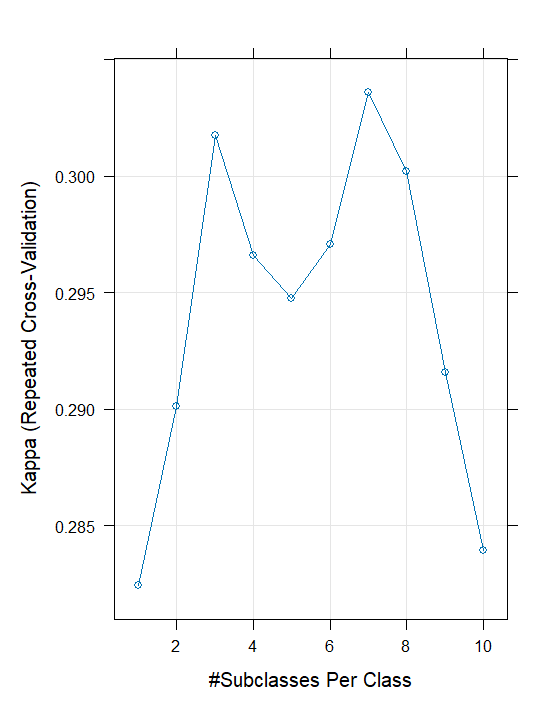 Kappa (Repeated Cross-Validation)
0.300
0.295
0.290
0.285
2 4 6 8 10
#Subclasses Per Class